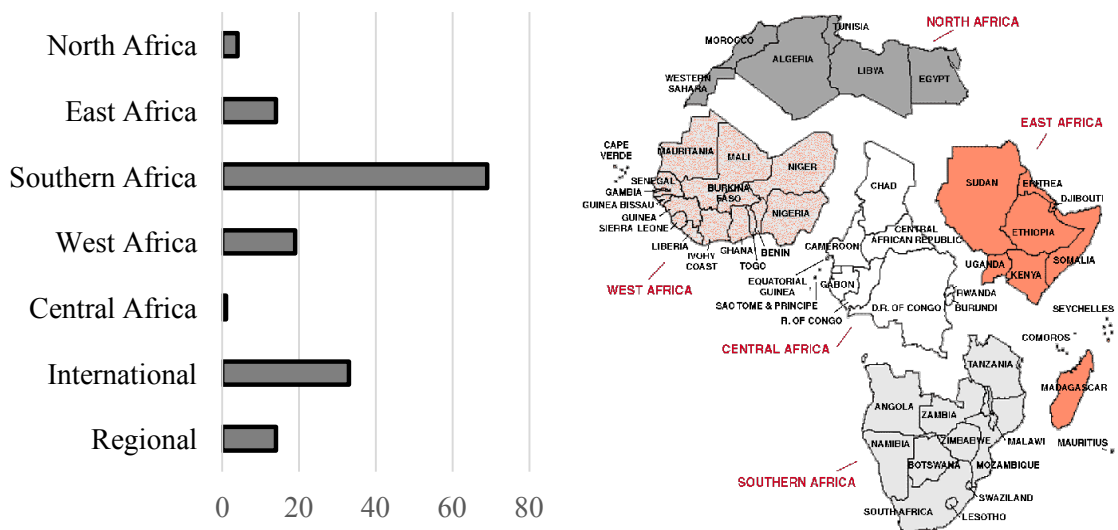 North Africa
East Africa
Southern Africa
West Africa
Central Africa
International
Regional
0 20 40 60 80
NORTH AFRICA
TUNISIA
MOROCCO
ALGERIA
LIBYA
EGYPT
WESTERN
SAHARA
EAST AFRICA
CAPE
VERDE
MAURITANIA
MALI
NIGER
SENEGAL
GAMBIA
BURKINA
FASO
GUINEA BISSAU
GUINEA
SIERRA LEONE
NIGERIA
LIBERIA
IVORY
COAST
GHANA
TOGO
BENIN
WEST AFRICA
CHAD
SUDAN
ERITREA
DJIBOUTI
ETHIOPIA
SOMALIA
UGANDA
KENYA
CENTRAL
AFRICAN REPUBLIC
CAMEROON
EQUATORIAL
GUINEA
GABON
SAO TOME & PRINCIPE
R. OF CONGO
D.R. OF CONGO
RWANDA
BURUNDI
CENTRAL AFRICA
SEYCHELLES
COMOROS
TANZANIA
MADAGASCAR
ANGOLA
ZAMBIA
MALAWI
MAURITIUS
NAMIBIA
ZIMBABWE
BOTSWANA
MOZAMBIQUE
SOUTHERN AFRICA
SWAZILAND
SOUTH AFRICA
LESOTHO